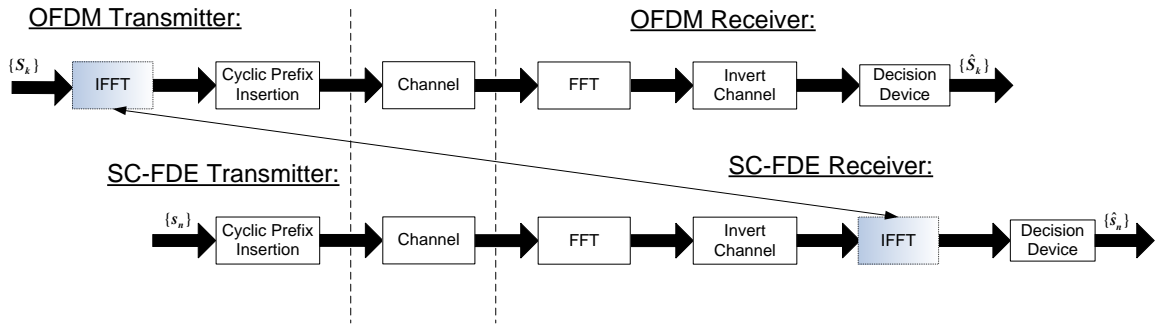 OFDM Transmitter:
OFDM Receiver:
{S_k}
IFFT
Cyclic Prefix
Insertion
Channel
FFT
Invert
Channel
Decision
Device
{Ŝ_k}
SC-FDE Transmitter:
SC-FDE Receiver:
{s_n}
Cyclic Prefix
Insertion
Channel
FFT
Invert
Channel
IFFT
Decision
Device
{ŝ_n}